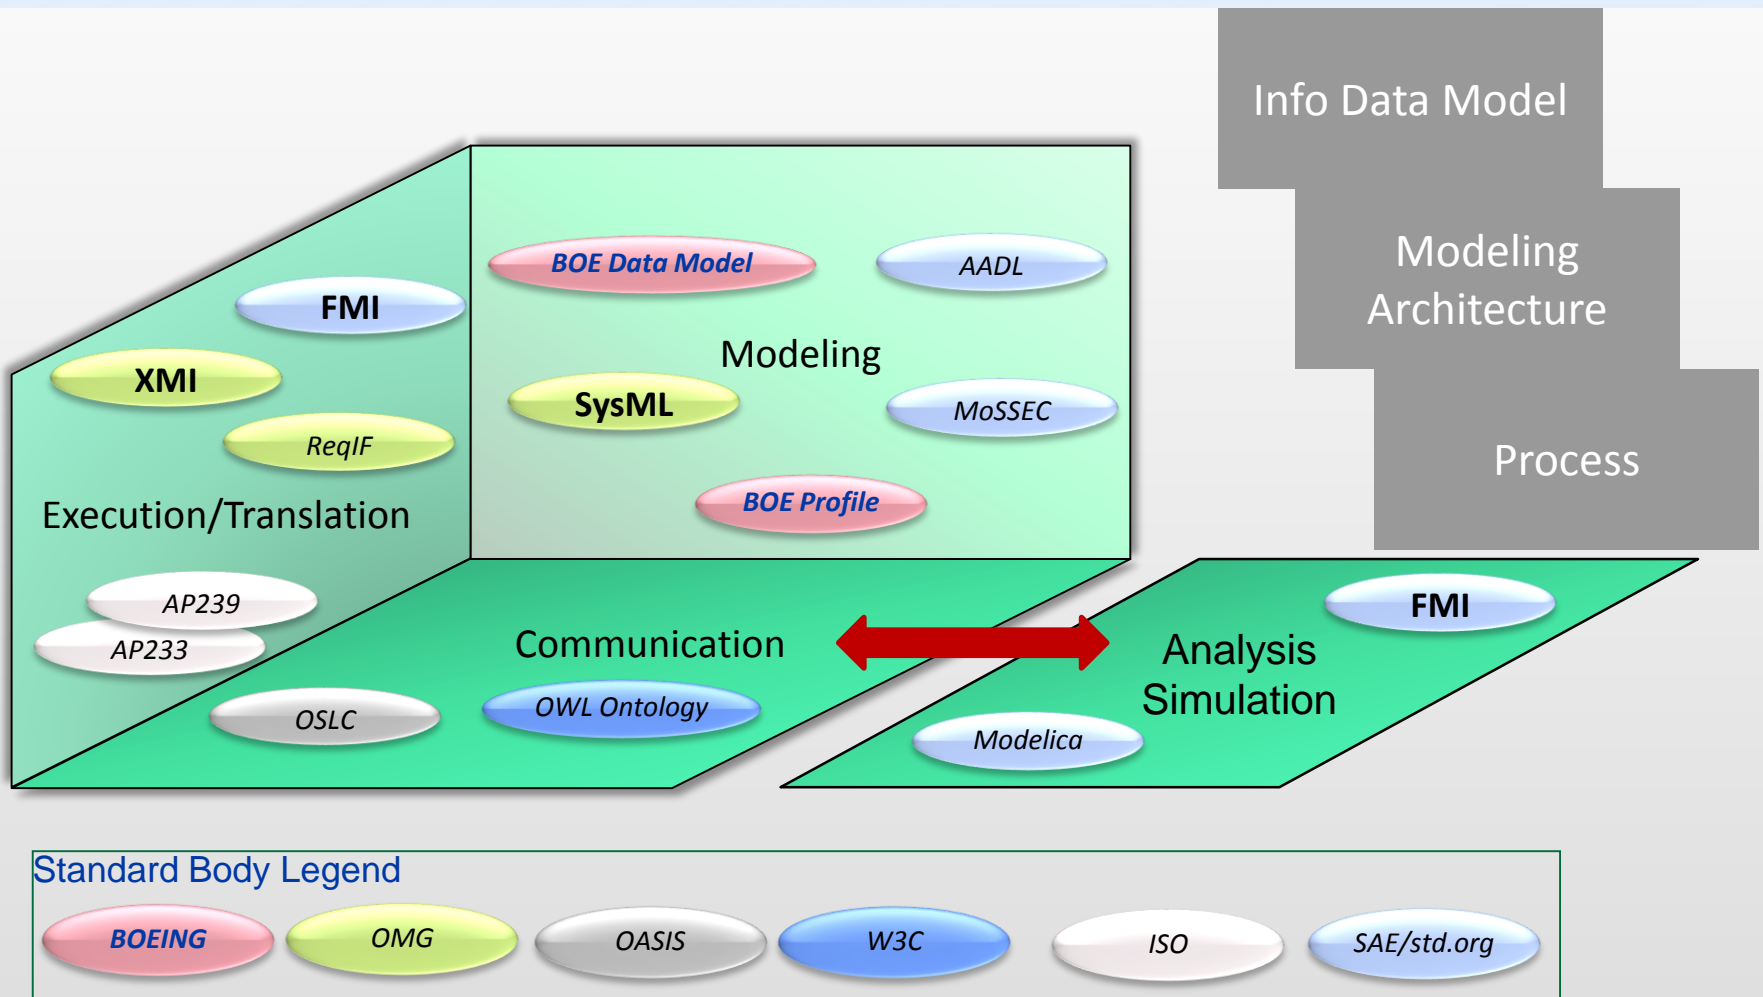 Info Data Model
Modeling
Architecture
Process
BOE Data Model
AADL
FMI
Modeling
XMI
SysML
MoSSEC
ReqIF
BOE Profile
Execution/Translation
AP239
AP233
Communication
FMI
Analysis
Simulation
OSLC
OWL Ontology
Modelica
Standard Body Legend
BOEING
OMG
OASIS
W3C
ISO
SAE/std.org